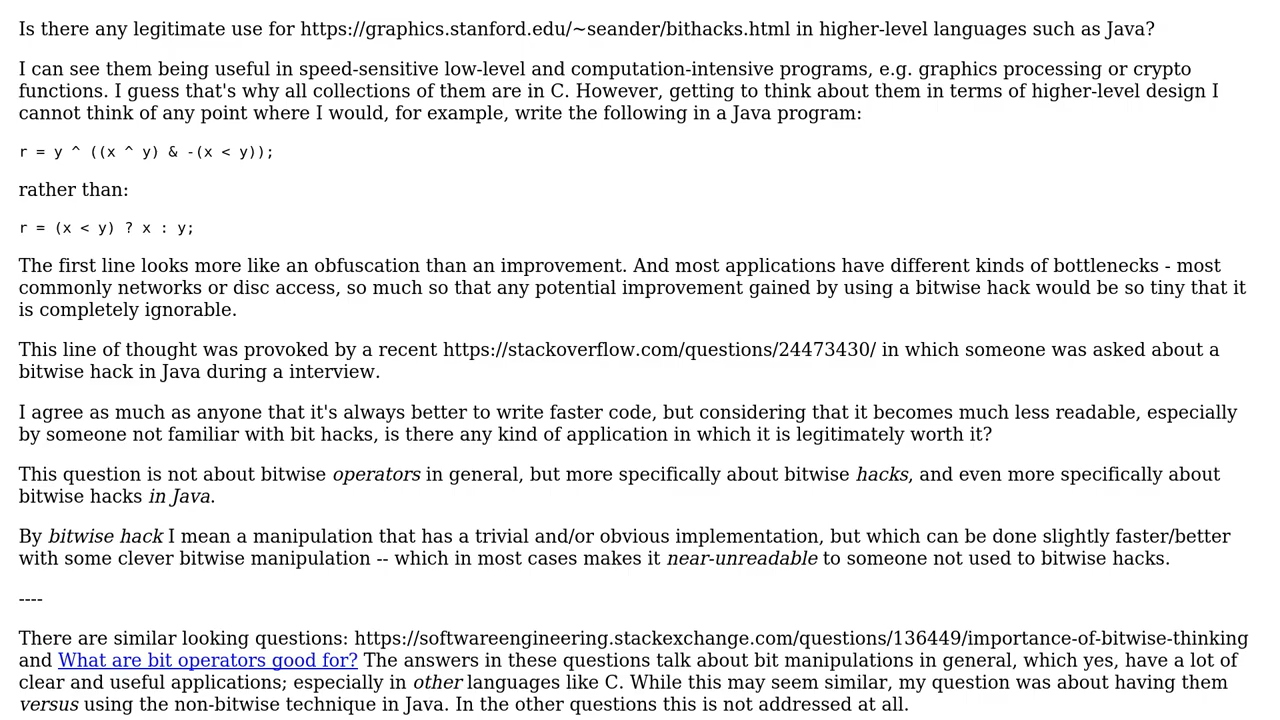 Is there any legitimate use for https://graphics.stanford.edu/~seander/bithacks.html in higher-level languages such as Java?
I can see them being useful in speed-sensitive low-level and computation-intensive programs, e.g. graphics processing or crypto
functions. I guess that's why all collections of them are in C. However, getting to think about them in terms of higher-level design I
cannot think of any point where I would, for example, write the following in a Java program:
r = y ^ ((x ^ y) & -(x < y));
rather than:
r = (x < y) ? x : y;
The first line looks more like an obfuscation than an improvement. And most applications have different kinds of bottlenecks - most
commonly networks or disc access, so much so that any potential improvement gained by using a bitwise hack would be so tiny that it
is completely ignorable.
This line of thought was provoked by a recent https://stackoverflow.com/questions/24473430/ in which someone was asked about a
bitwise hack in Java during a interview.
I agree as much as anyone that it's always better to write faster code, but considering that it becomes much less readable, especially
by someone not familiar with bit hacks, is there any kind of application in which it is legitimately worth it?
This question is not about bitwise operators in general, but more specifically about bitwise hacks, and even more specifically about
bitwise hacks in Java.
By bitwise hack I mean a manipulation that has a trivial and/or obvious implementation, but which can be done slightly faster/better
with some clever bitwise manipulation -- which in most cases makes it near-unreadable to someone not used to bitwise hacks.
----
There are similar looking questions: https://softwareengineering.stackexchange.com/questions/136449/importance-of-bitwise-thinking
and What are bit operators good for? The answers in these questions talk about bit manipulations in general, which yes, have a lot of
clear and useful applications; especially in other languages like C. While this may seem similar, my question was about having them
versus using the non-bitwise technique in Java. In the other questions this is not addressed at all.